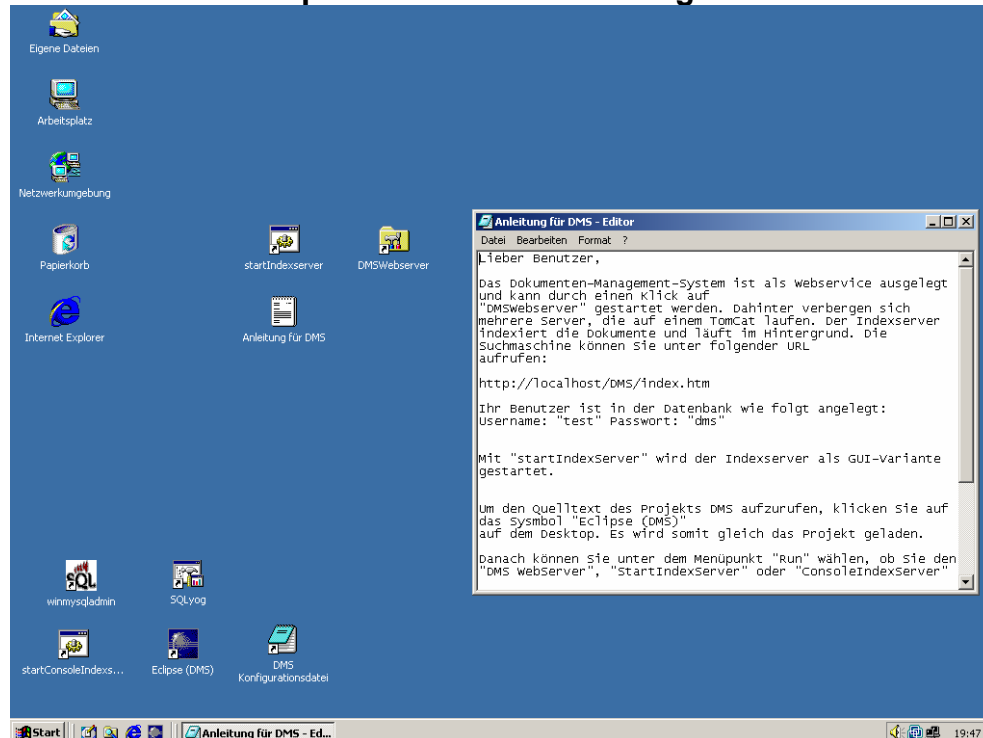 Eigene Dateien
Arbeitsplatz
Netzwerkumgebung
Papierkorb
startIndexserver
DMSWebserver
Internet Explorer
Anleitung für DMS
Anleitung für DMS - Editor
Datei Bearbeiten Format ?
Lieber Benutzer,
Das Dokumenten-Management-System ist als Webservice ausgelegt
und kann durch einen Klick auf
"DMSWebserver" gestartet werden. Dahinter verbergen sich
mehrere Server, die auf einem TomCat laufen. Der Indexserver
indexiert die Dokumente und läuft im Hintergrund. Die
Suchmaschine können Sie unter folgender URL
aufrufen:
http://localhost/DMS/index.htm
Ihr Benutzer ist in der Datenbank wie folgt angelegt:
Username: "test" Passwort: "dms"
Mit "startIndexServer" wird der Indexserver als GUI-Variante
gestartet.
Um den Quelltext des Projekts DMS aufzurufen, klicken Sie auf
das Sysmbol "Eclipse (DMS)"
auf dem Desktop. Es wird somit gleich das Projekt geladen.
Danach können Sie unter dem Menüpunkt "Run" wählen, ob Sie den
"DMS WebServer", "StartIndexServer" oder "ConsoleIndexServer"
winmysqladmin
SQLyog
startConsoleIndexs...
Eclipse (DMS)
DMS
Konfigurationsdatei
Start
Anleitung für DMS - Ed...
19:47